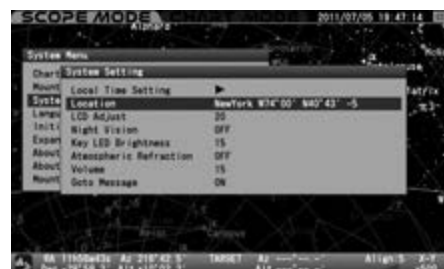 SCOPE MODE 2011/07/05 19:47:14
System Menu
System Setting
Chart
Mount
Local Time Setting ▶
Syste Location NewYork W74°00' N40°43' -5
Langu LCD Adjust 20
Initi Night Vision OFF
Expan Key LED Brightness 15
About Atmospheric Refraction OFF
About Volume 15
Mount Goto Message ON
TARGET
Align:S X-Y